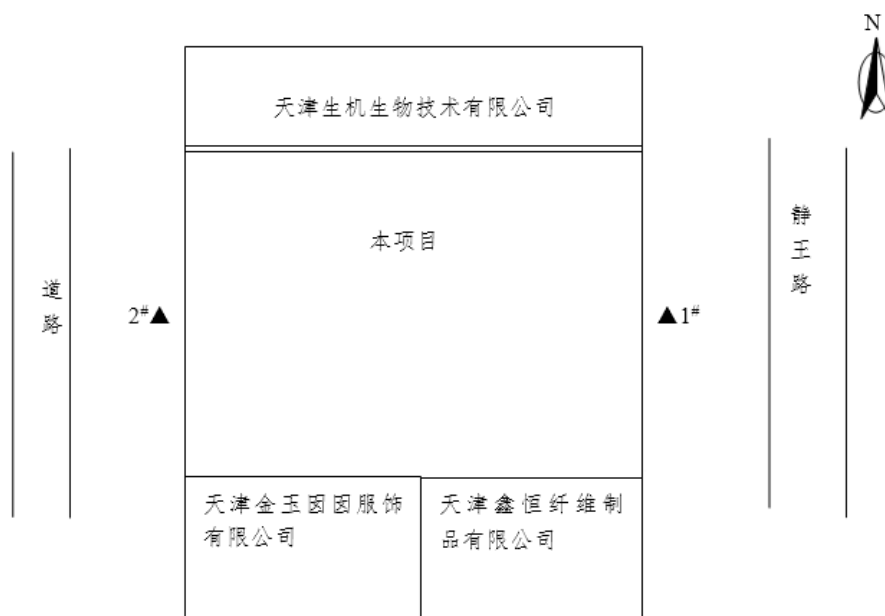 N
天津生机生物技术有限公司
本项目
静王路
道路
2#▲
▲1#
天津金玉囡囡服饰
有限公司
天津鑫恒纤维制
品有限公司